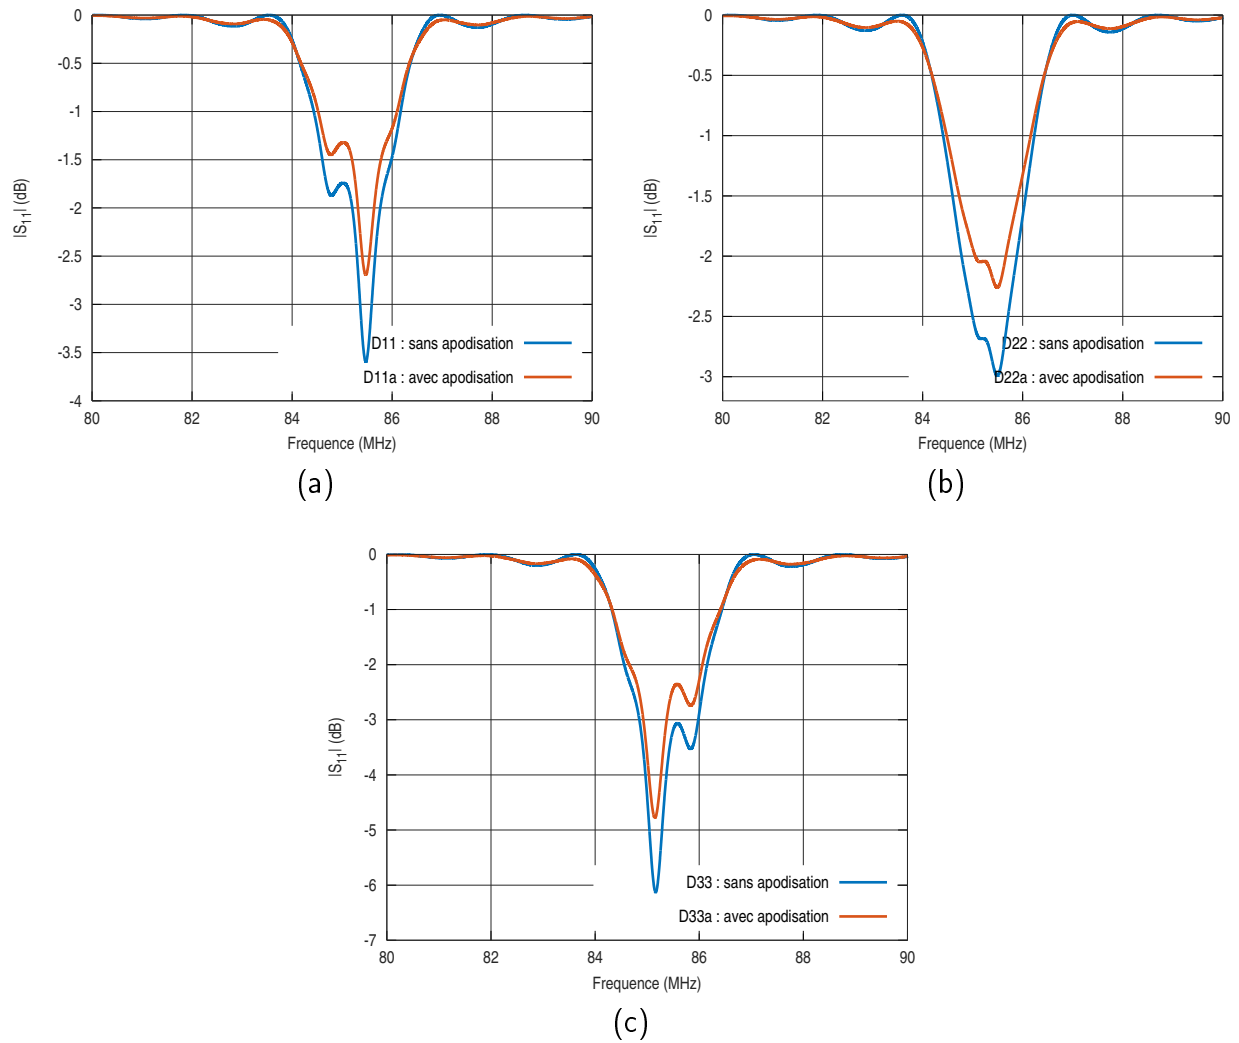 0
-0.5
-1
-1.5
-2
-2.5
-3
-3.5
-4
80
82
84
86
88
90
|S11| (dB)
Frequence (MHz)
D11 : sans apodisation
D11a : avec apodisation
(a)
0
-0.5
-1
-1.5
-2
-2.5
-3
80
82
84
86
88
90
|S11| (dB)
Frequence (MHz)
D22 : sans apodisation
D22a : avec apodisation
(b)
0
-1
-2
-3
-4
-5
-6
-7
80
82
84
86
88
90
|S11| (dB)
Frequence (MHz)
D33 : sans apodisation
D33a : avec apodisation
(c)